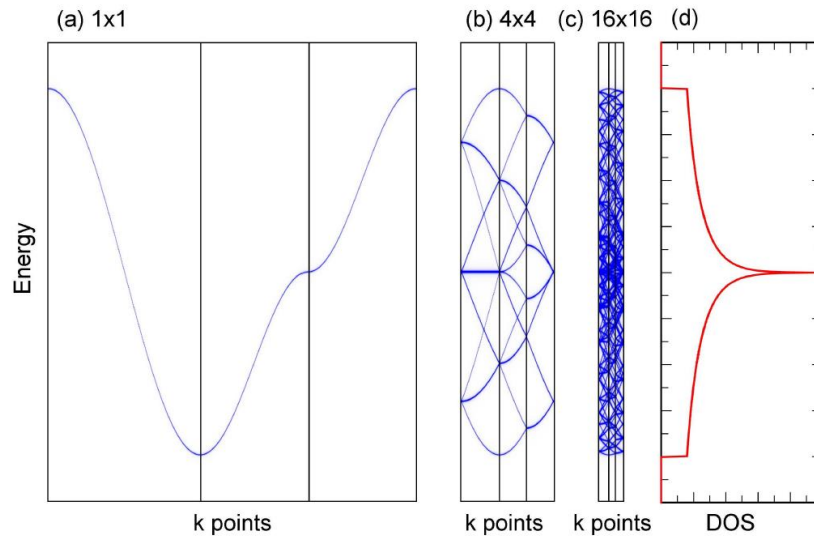 (a) 1x1
(b) 4x4
(c) 16x16
(d)
Energy
k points
k points
k points
DOS